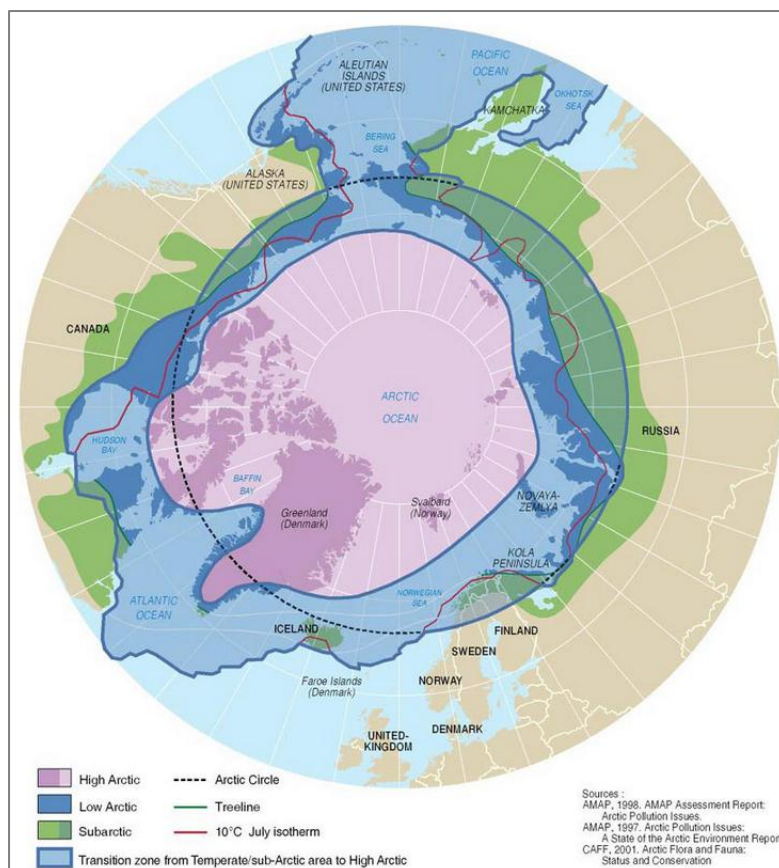 PACIFIC
OCEAN
ALEUTIAN
ISLANDS
(UNITED STATES)
OKHOTSK
SEA
KAMCHATKA
BERING
SEA
ALASKA
(UNITED STATES)
CANADA
ARCTIC
OCEAN
RUSSIA
HUDSON
BAY
BAFFIN
BAY
Greenland
(Denmark)
Svalbard
(Norway)
NOVAYA-
ZEMLYA
KOLA
PENINSULA
ATLANTIC
OCEAN
NORWEGIAN
SEA
ICELAND
FINLAND
SWEDEN
Faroe Islands
(Denmark)
NORWAY
DENMARK
UNITED-
KINGDOM
High Arctic
Low Arctic
Subarctic
Arctic Circle
Treeline
10°C July isotherm
Transition zone from Temperate/sub-Arctic area to High Arctic
Sources :
AMAP, 1998. AMAP Assessment Report:
Arctic Pollution Issues.
AMAP, 1997. Arctic Pollution Issues:
A State of the Arctic Environment Report
CAFF, 2001. Arctic Flora and Fauna:
Status and Conservation